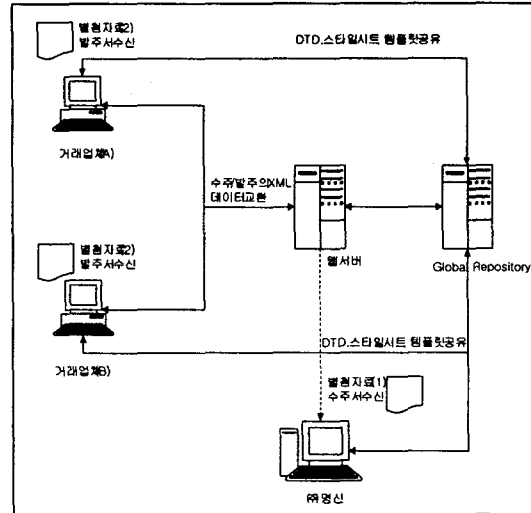 별첨자료2)
발주서수신
DTD.스타일시트 템플릿공유
거래업체A)
수주/발주의XML
데이터교환
별첨자료2)
발주서수신
웹서버
Global Repository
DTD.스타일시트 템플릿공유
거래업체B)
별첨자료(1)
수주서수신
㈜명신